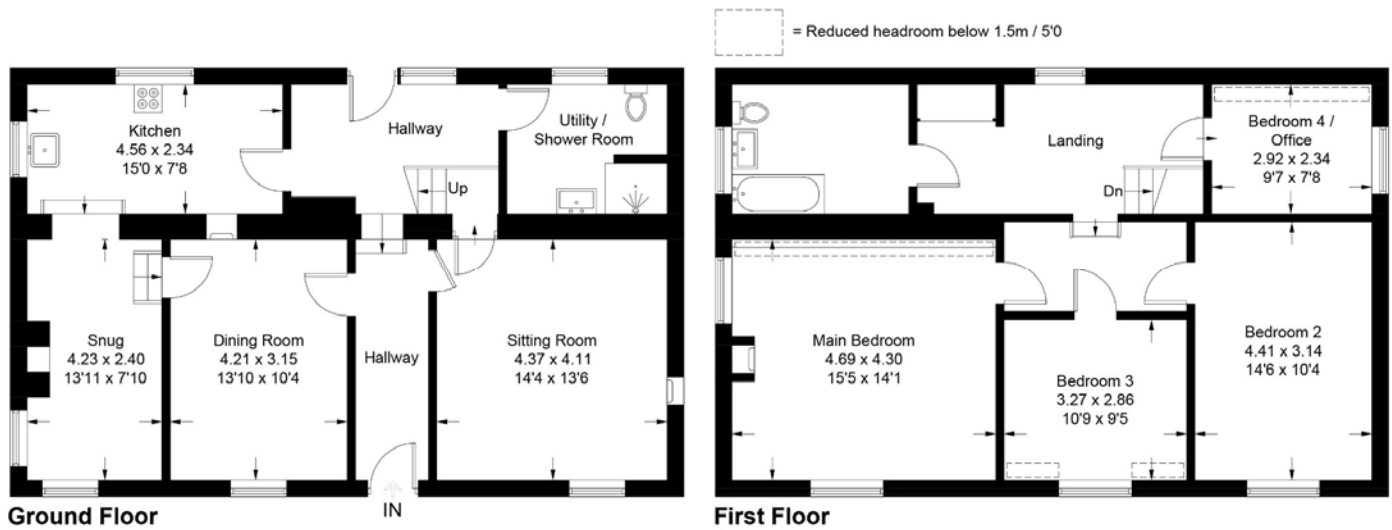 = Reduced headroom below 1.5m / 5'0
Kitchen
4.56 x 2.34
15'0 x 7'8
Hallway
Utility /
Shower Room
Up
Snug
4.23 x 2.40
13'11 x 7'10
Dining Room
4.21 x 3.15
13'10 x 10'4
Hallway
Sitting Room
4.37 x 4.11
14'4 x 13'6
IN
Ground Floor
Landing
Bedroom 4 /
Office
2.92 x 2.34
9'7 x 7'8
Dn
Main Bedroom
4.69 x 4.30
15'5 x 14'1
Bedroom 3
3.27 x 2.86
10'9 x 9'5
Bedroom 2
4.41 x 3.14
14'6 x 10'4
First Floor